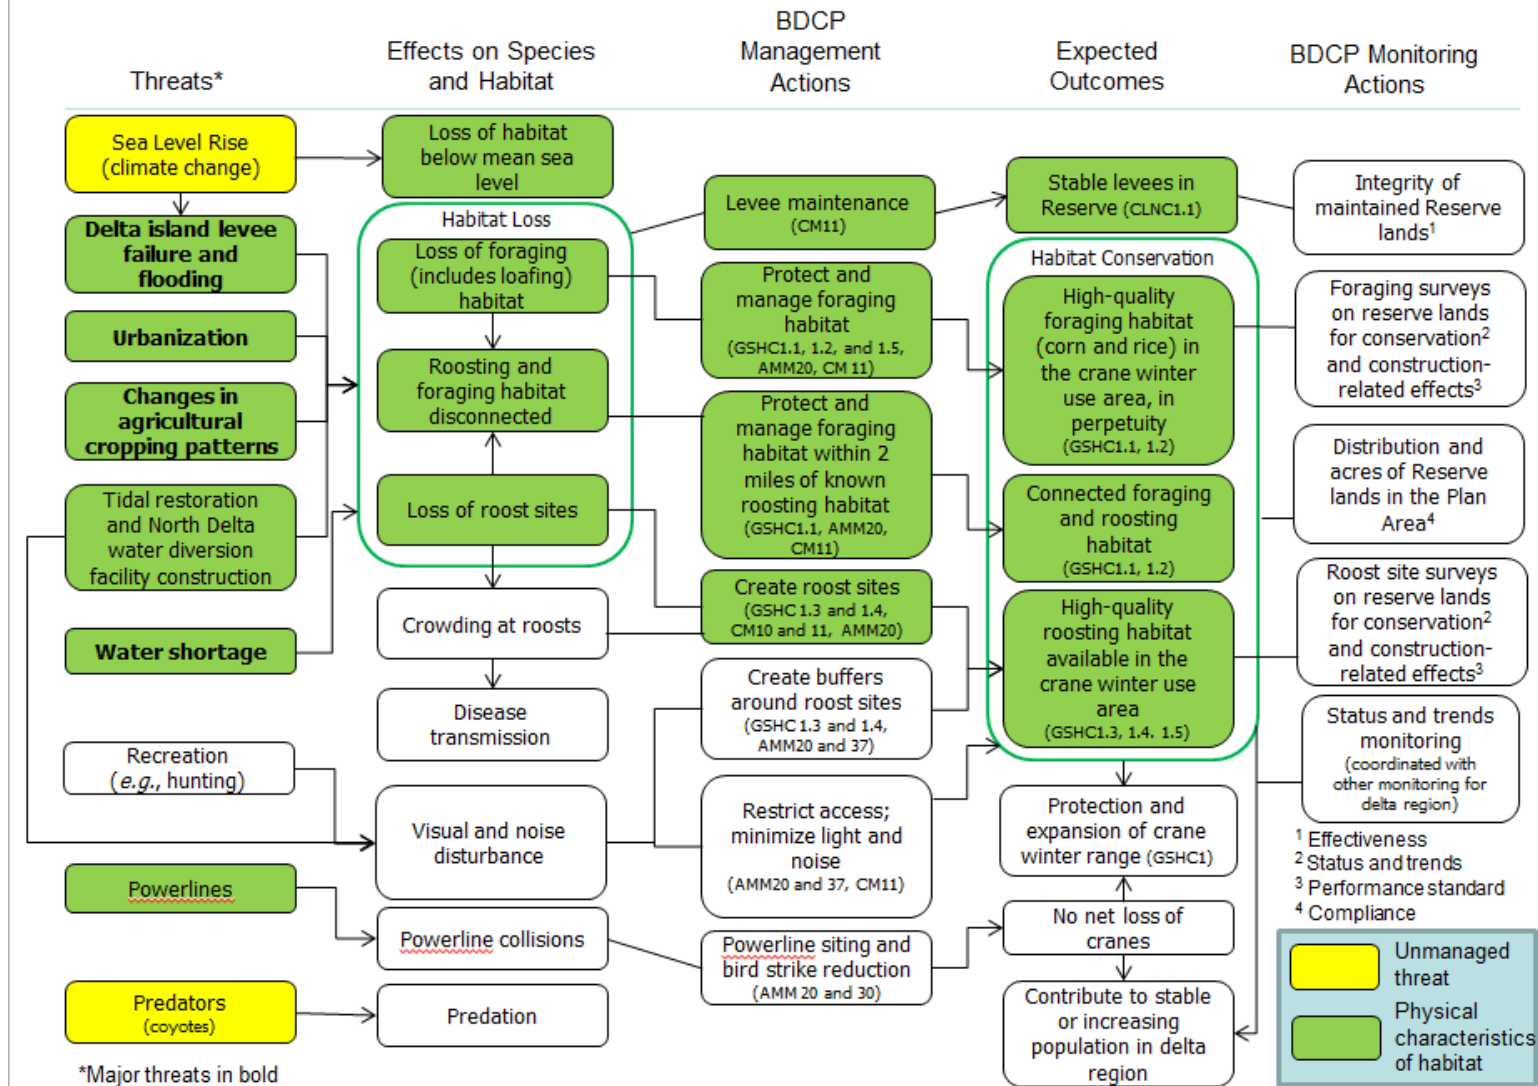 Threats*
Effects on Species
and Habitat
BDCP
Management
Actions
Expected
Outcomes
BDCP Monitoring
Actions
Sea Level Rise
(climate change)
Delta island levee
failure and
flooding
Urbanization
Changes in
agricultural
cropping patterns
Tidal restoration
and North Delta
water diversion
facility construction
Water shortage
Recreation
(e.g., hunting)
Powerlines
Predators
(coyotes)
*Major threats in bold
Loss of habitat
below mean sea
level
Habitat Loss
Loss of foraging
(includes loafing)
habitat
Roosting and
foraging habitat
disconnected
Loss of roost sites
Crowding at roosts
Disease
transmission
Visual and noise
disturbance
Powerline collisions
Predation
Levee maintenance
(CM11)
Protect and
manage foraging
habitat
(GSHC1.1, 1.2, and 1.5,
AMM20, CM 11)
Protect and
manage foraging
habitat within 2
miles of known
roosting habitat
(GSHC1.1, AMM20,
CM11)
Create roost sites
(GSHC 1.3 and 1.4,
CM10 and 11, AMM20)
Create buffers
around roost sites
(GSHC 1.3 and 1.4,
AMM20 and 37)
Restrict access;
minimize light and
noise
(AMM20 and 37, CM11)
Powerline siting and
bird strike reduction
(AMM 20 and 30)
Stable levees in
Reserve (CLNC1.1)
Habitat Conservation
High-quality
foraging habitat
(corn and rice) in
the crane winter
use area, in
perpetuity
(GSHC1.1, 1.2)
Connected foraging
and roosting
habitat
(GSHC1.1, 1.2)
High-quality
roosting habitat
available in the
crane winter use
area
(GSHC1.3, 1.4. 1.5)
Protection and
expansion of crane
winter range (GSHC1)
No net loss of
cranes
Contribute to stable
or increasing
population in delta
region
Integrity of
maintained Reserve
lands¹
Foraging surveys
on reserve lands
for conservation²
and construction-
related effects³
Distribution and
acres of Reserve
lands in the Plan
Area⁴
Roost site surveys
on reserve lands
for conservation²
and construction-
related effects³
Status and trends
monitoring
(coordinated with
other monitoring for
delta region)
¹ Effectiveness
² Status and trends
³ Performance standard
⁴ Compliance
Unmanaged
threat
Physical
characteristics
of habitat